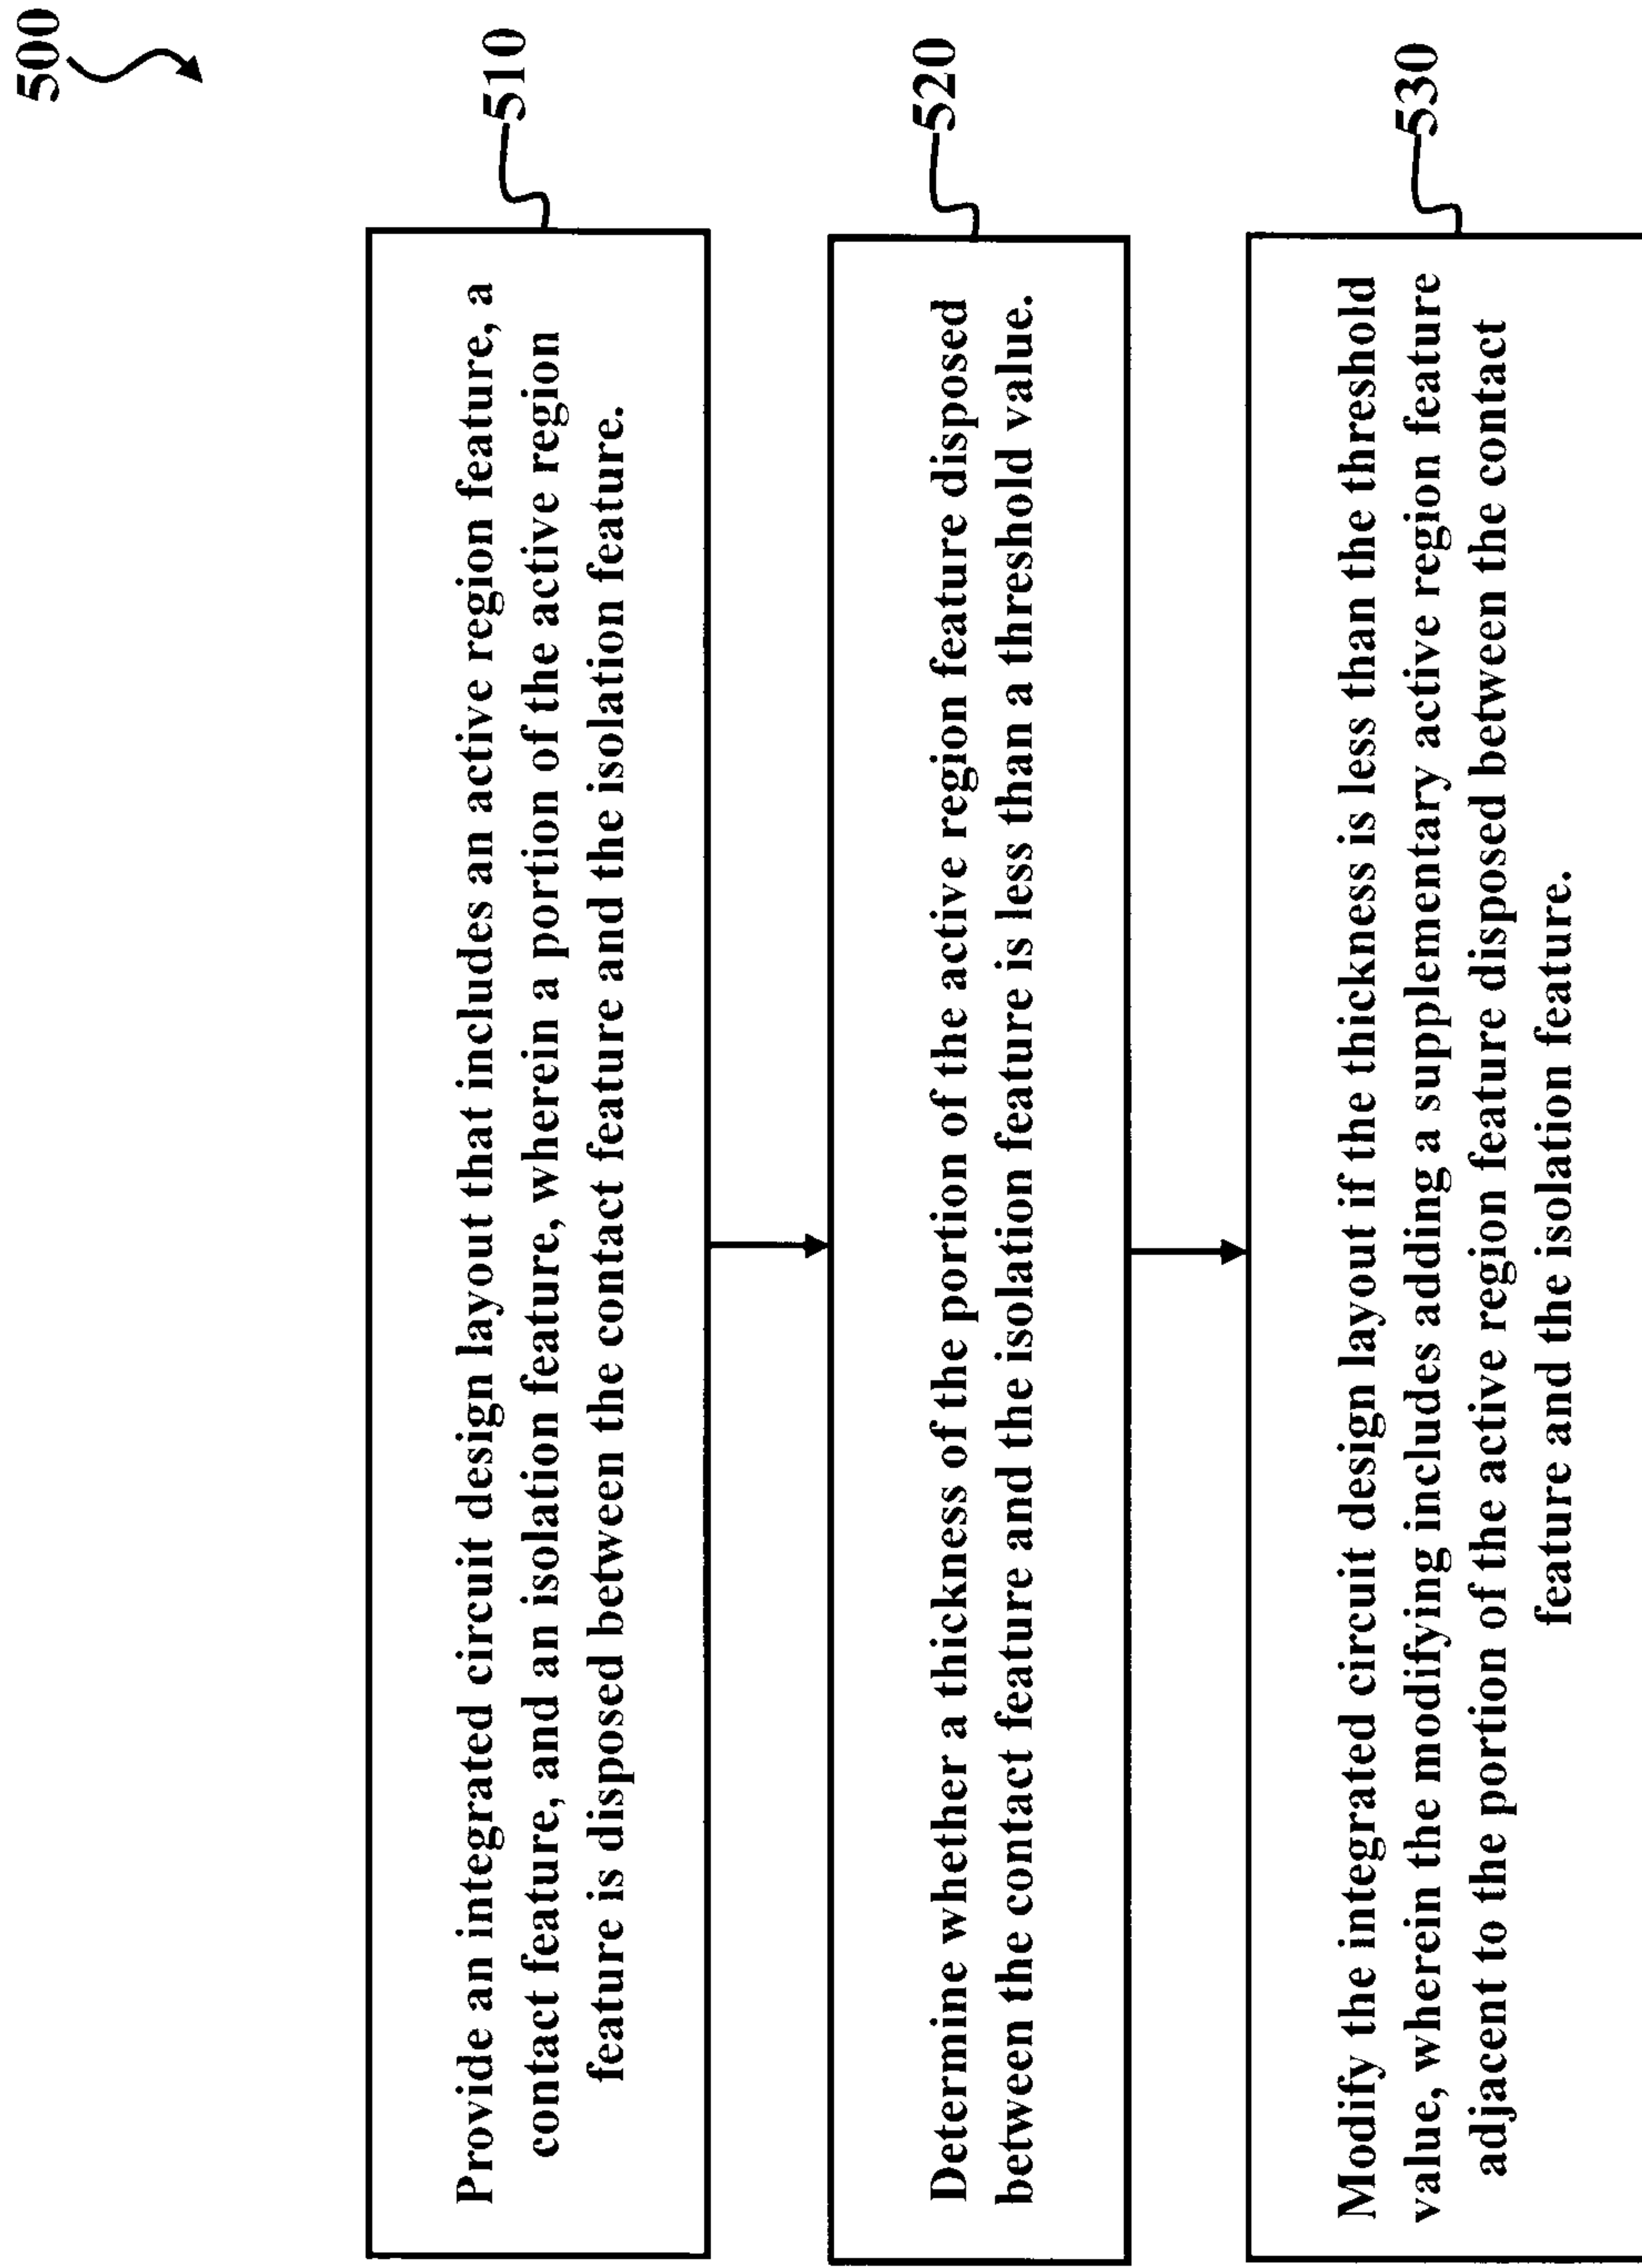 500
510
Provide an integrated circuit design layout that includes an active region feature, a
contact feature, and an isolation feature, wherein a portion of the active region
feature is disposed between the contact feature and the isolation feature.
520
Determine whether a thickness of the portion of the active region feature disposed
between the contact feature and the isolation feature is less than a threshold value.
530
Modify the integrated circuit design layout if the thickness is less than the threshold
value, wherein the modifying includes adding a supplementary active region feature
adjacent to the portion of the active region feature disposed between the contact
feature and the isolation feature.